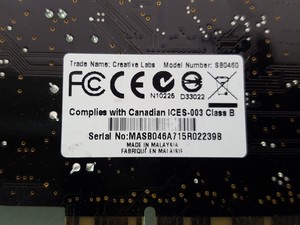 Trade Name: Creative Labs Model Number: SB0460
FC CE
N10225 D33022
Complies with Canadian ICES-003 Class B
Serial No:MASB046A715R02239B
MADE IN MALAYSIA
FABRIQUÉ EN MALAISIE